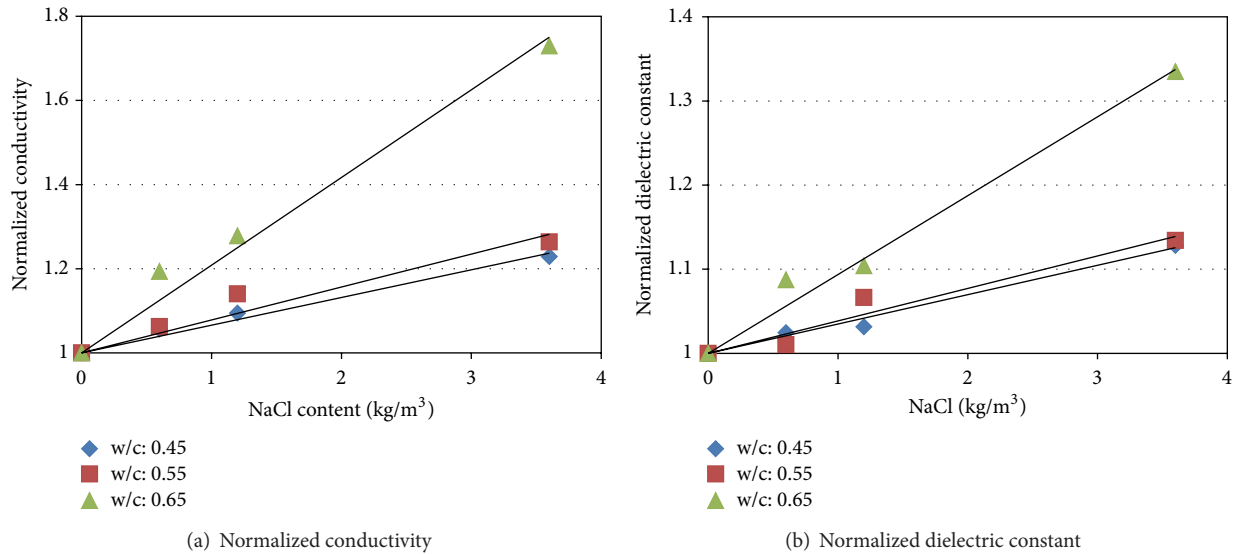 1.8
1.6
1.4
1.2
1
0 1 2 3 4
Normalized conductivity
NaCl content (kg/m³)
w/c: 0.45
w/c: 0.55
w/c: 0.65
(a) Normalized conductivity
1.4
1.3
1.2
1.1
1
0 1 2 3 4
Normalized dielectric constant
NaCl (kg/m³)
w/c: 0.45
w/c: 0.55
w/c: 0.65
(b) Normalized dielectric constant